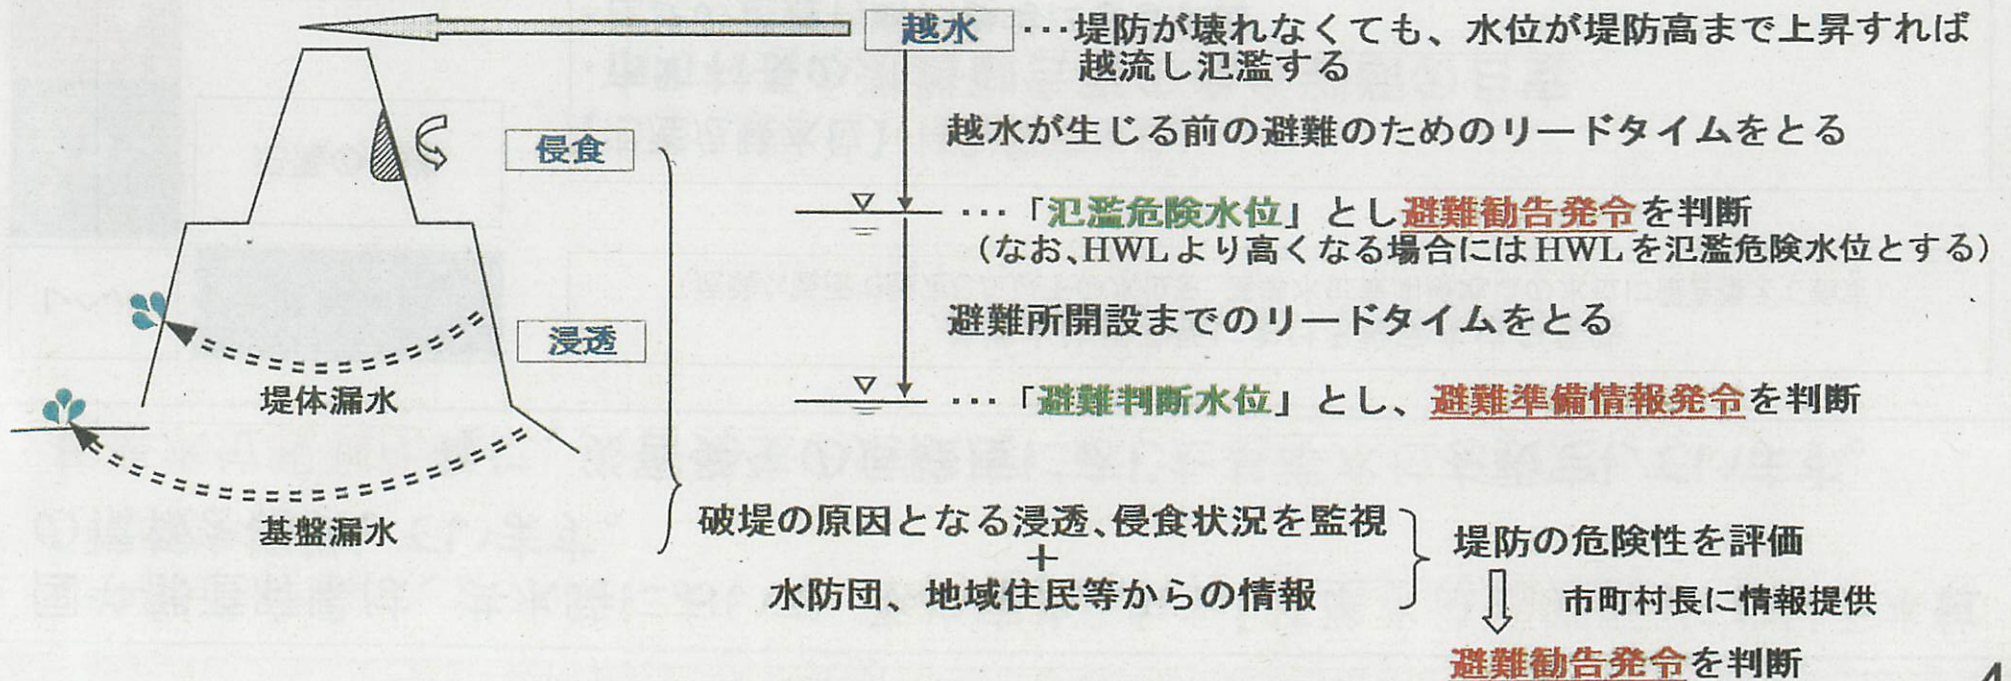 越水 ･･･堤防が壊れなくても、水位が堤防高まで上昇すれば
越流し氾濫する
越水が生じる前の避難のためのリードタイムをとる
侵食
･･･「氾濫危険水位」とし避難勧告発令を判断
（なお、HWLより高くなる場合にはHWLを氾濫危険水位とする）
避難所開設までのリードタイムをとる
浸透
堤体漏水
･･･「避難判断水位」とし、避難準備情報発令を判断
基盤漏水
破堤の原因となる浸透、侵食状況を監視
＋
水防団、地域住民等からの情報
堤防の危険性を評価
市町村長に情報提供
避難勧告発令を判断
4